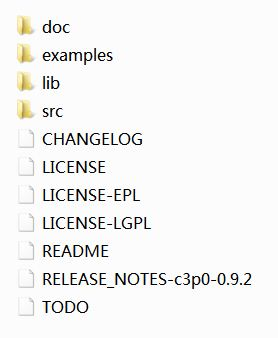 doc
examples
lib
src
CHANGELOG
LICENSE
LICENSE-EPL
LICENSE-LGPL
README
RELEASE_NOTES-c3p0-0.9.2
TODO